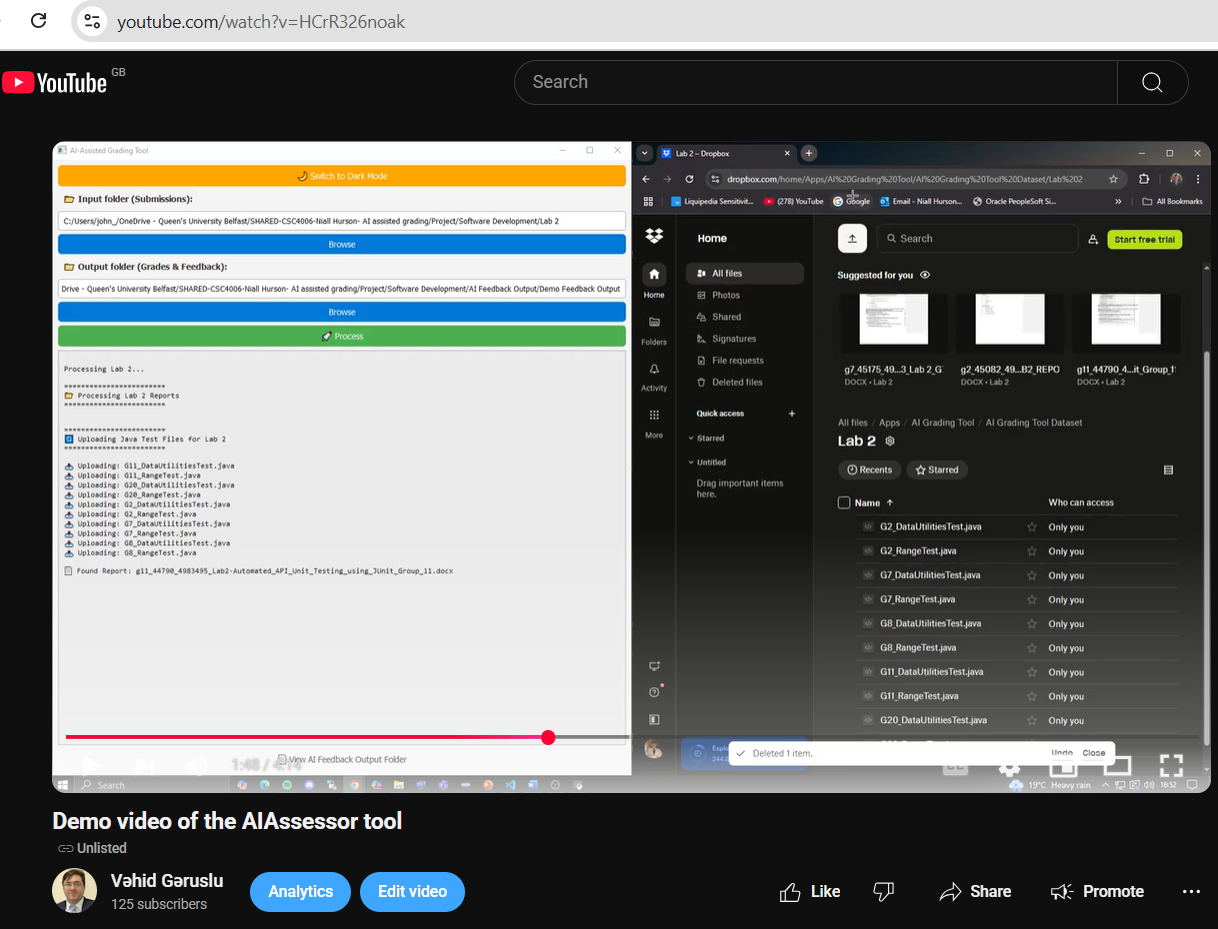 youtube.com/watch?v=HCrR326noak
YouTube GB
Search
AI-Assisted Grading Tool
Switch to Dark Mode
Input folder (Submissions):
C:/Users/john_/OneDrive - Queen's University Belfast/SHARED-CSC4006-Niall Hurson- AI assisted grading/Project/Software Development/Lab 2
Browse
Output folder (Grades & Feedback):
Drive - Queen's University Belfast/SHARED-CSC4006-Niall Hurson- AI assisted grading/Project/Software Development/AI Feedback Output/Demo Feedback Output
Browse
Process
Processing Lab 2...
========================
Processing Lab 2 Reports
========================
========================
Uploading Java Test Files for Lab 2
========================
Uploading: G11_DataUtilitiesTest.java
Uploading: G11_RangeTest.java
Uploading: G20_DataUtilitiesTest.java
Uploading: G20_RangeTest.java
Uploading: G2_DataUtilitiesTest.java
Uploading: G2_RangeTest.java
Uploading: G7_DataUtilitiesTest.java
Uploading: G7_RangeTest.java
Uploading: G8_DataUtilitiesTest.java
Uploading: G8_RangeTest.java
Found Report: g11_44790_4983495_Lab2-Automated_API_Unit_Testing_using_JUnit_Group_11.docx
View AI Feedback Output Folder
1:48
Search
Lab 2 – Dropbox
dropbox.com/home/Apps/AI%20Grading%20Tool/AI%20Grading%20Tool%20Dataset/Lab%202
Liquipedia Sensitivit...
(278) YouTube
Google
Email - Niall Hurson...
Oracle PeopleSoft Si...
»
All Bookmarks
Home
Folders
Activity
More
Home
All files
Photos
Shared
Signatures
File requests
Deleted files
Quick access
Starred
Untitled
Drag important items
here.
Search
Start free trial
Suggested for you
g7_45175_49...3_Lab 2_G
DOCX • Lab 2
g2_45082_49...B2_REPO
DOCX • Lab 2
g11_44790_4...it_Group_1
DOCX • Lab 2
All files / Apps / AI Grading Tool / AI Grading Tool Dataset
Lab 2
Recents
Starred
Name Who can access
G2_DataUtilitiesTest.java Only you
G2_RangeTest.java Only you
G7_DataUtilitiesTest.java Only you
G7_RangeTest.java Only you
G8_DataUtilitiesTest.java Only you
G8_RangeTest.java Only you
G11_DataUtilitiesTest.java Only you
G11_RangeTest.java Only you
G20_DataUtilitiesTest.java Only you
Deleted 1 item. Undo Close
19°C Heavy rain
16:52
Demo video of the AIAssessor tool
Unlisted
Vəhid Qəruslu
125 subscribers
Analytics
Edit video
Like
Share
Promote